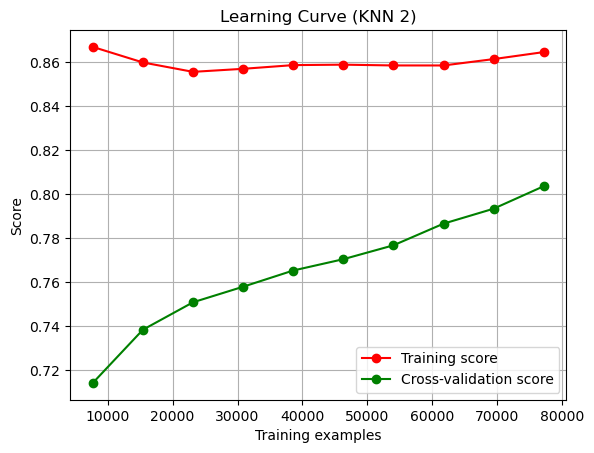 Learning Curve (KNN 2)
0.86
0.84
0.82
0.80
0.78
0.76
0.74
0.72
Score
10000 20000 30000 40000 50000 60000 70000 80000
Training examples
Training score
Cross-validation score